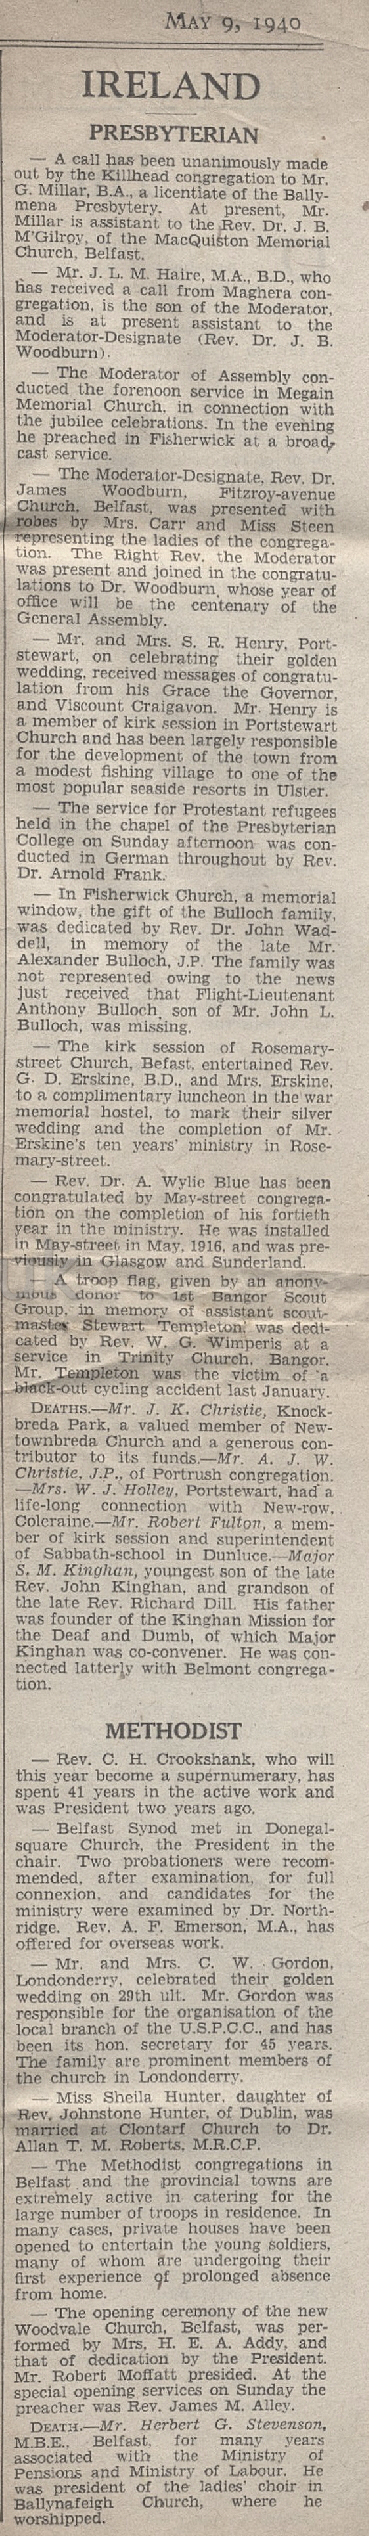 MAY 9, 1940
IRELAND
PRESBYTERIAN
— A call has been unanimously made
out by the Killhead congregation to Mr.
G. Millar, B.A., a licentiate of the Bally-
mena Presbytery. At present, Mr.
Millar is assistant to the Rev. Dr. J. B.
M'Gilroy, of the MacQuiston Memorial
Church, Belfast.
— Mr. J. L. M. Haire, M.A., B.D., who
has received a call from Maghera con-
gregation, is the son of the Moderator,
and is at present assistant to the
Moderator-Designate (Rev. Dr. J. B.
Woodburn).
— The Moderator of Assembly con-
ducted the forenoon service in Megain
Memorial Church, in connection with
the jubilee celebrations. In the evening
he preached in Fisherwick at a broad-
cast service.
— The Moderator-Designate, Rev. Dr.
James Woodburn, Fitzroy-avenue
Church, Belfast, was presented with
robes by Mrs. Carr and Miss Steen
representing the ladies of the congrega-
tion. The Right Rev. the Moderator
was present and joined in the congratu-
lations to Dr. Woodburn, whose year of
office will be the centenary of the
General Assembly.
— Mr. and Mrs. S. R. Henry, Port-
stewart, on celebrating their golden
wedding, received messages of congratu-
lation from his Grace the Governor,
and Viscount Craigavon. Mr. Henry is
a member of kirk session in Portstewart
Church and has been largely responsible
for the development of the town from
a modest fishing village to one of the
most popular seaside resorts in Ulster.
— The service for Protestant refugees
held in the chapel of the Presbyterian
College on Sunday afternoon was con-
ducted in German throughout by Rev.
Dr. Arnold Frank.
— In Fisherwick Church, a memorial
window, the gift of the Bulloch family,
was dedicated by Rev. Dr. John Wad-
dell, in memory of the late Mr.
Alexander Bulloch, J.P. The family was
not represented owing to the news
just received that Flight-Lieutenant
Anthony Bulloch, son of Mr. John L.
Bulloch, was missing.
— The kirk session of Rosemary-
street Church, Befast, entertained Rev.
G. D. Erskine, B.D., and Mrs. Erskine,
to a complimentary luncheon in the war
memorial hostel, to mark their silver
wedding and the completion of Mr.
Erskine's ten years' ministry in Rose-
mary-street.
— Rev. Dr. A. Wylie Blue has been
congratulated by May-street congrega-
tion on the completion of his fortieth
year in the ministry. He was installed
in May-street in May, 1916, and was pre-
viously in Glasgow and Sunderland.
— A troop flag, given by an anony-
mous donor to 1st Bangor Scout
Group, in memory of assistant scout-
master Stewart Templeton, was dedi-
cated by Rev. W. G. Wimperis at a
service in Trinity Church, Bangor.
Mr. Templeton was the victim of a
black-out cycling accident last January.
DEATHS.—Mr. J. K. Christie, Knock-
breda Park, a valued member of New-
townbreda Church and a generous con-
tributor to its funds.—Mr. A. J. W.
Christie, J.P., of Portrush congregation.
—Mrs. W. J. Holley, Portstewart, had a
life-long connection with New-row,
Coleraine.—Mr. Robert Fulton, a mem-
ber of kirk session and superintendent
of Sabbath-school in Dunluce.—Major
S. M. Kinghan, youngest son of the late
Rev. John Kinghan, and grandson of
the late Rev. Richard Dill. His father
was founder of the Kinghan Mission for
the Deaf and Dumb, of which Major
Kinghan was co-convener. He was con-
nected latterly with Belmont congrega-
tion.
METHODIST
— Rev. C. H. Crookshank, who will
this year become a supernumerary, has
spent 41 years in the active work and
was President two years ago.
— Belfast Synod met in Donegal-
square Church, the President in the
chair. Two probationers were recom-
mended, after examination, for full
connexion, and candidates for the
ministry were examined by Dr. North-
ridge. Rev. A. F. Emerson, M.A., has
offered for overseas work.
— Mr. and Mrs. C. W. Gordon,
Londonderry, celebrated their golden
wedding on 29th ult. Mr. Gordon was
responsible for the organisation of the
local branch of the U.S.P.C.C., and has
been its hon. secretary for 45 years.
The family are prominent members of
the church in Londonderry.
— Miss Sheila Hunter, daughter of
Rev. Johnstone Hunter, of Dublin, was
married at Clontarf Church to Dr.
Allan T. M. Roberts, M.R.C.P.
— The Methodist congregations in
Belfast and the provincial towns are
extremely active in catering for the
large number of troops in residence. In
many cases, private houses have been
opened to entertain the young soldiers,
many of whom are undergoing their
first experience of prolonged absence
from home.
— The opening ceremony of the new
Woodvale Church, Belfast, was per-
formed by Mrs. H. E. A. Addy, and
that of dedication by the President.
Mr. Robert Moffatt presided. At the
special opening services on Sunday the
preacher was Rev. James M. Alley.
DEATH.—Mr. Herbert G. Stevenson,
M.B.E., Belfast, for many years
associated with the Ministry of
Pensions and Ministry of Labour. He
was president of the ladies' choir in
Ballynafeigh Church, where he
worshipped.